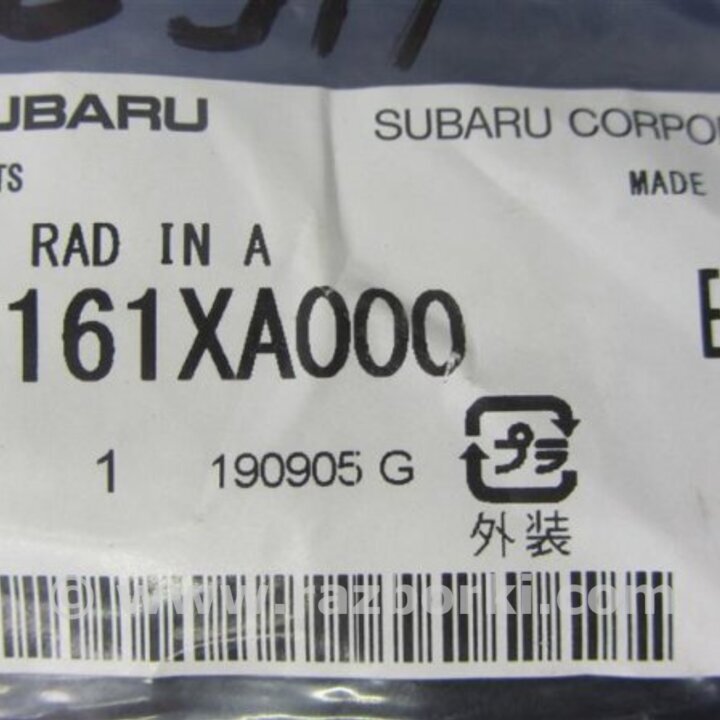 UBARU
SUBARU CORPO
TS
MADE
RAD IN A
161XA000
E
1
190905 G
プラ
外装
© www.razborki.com